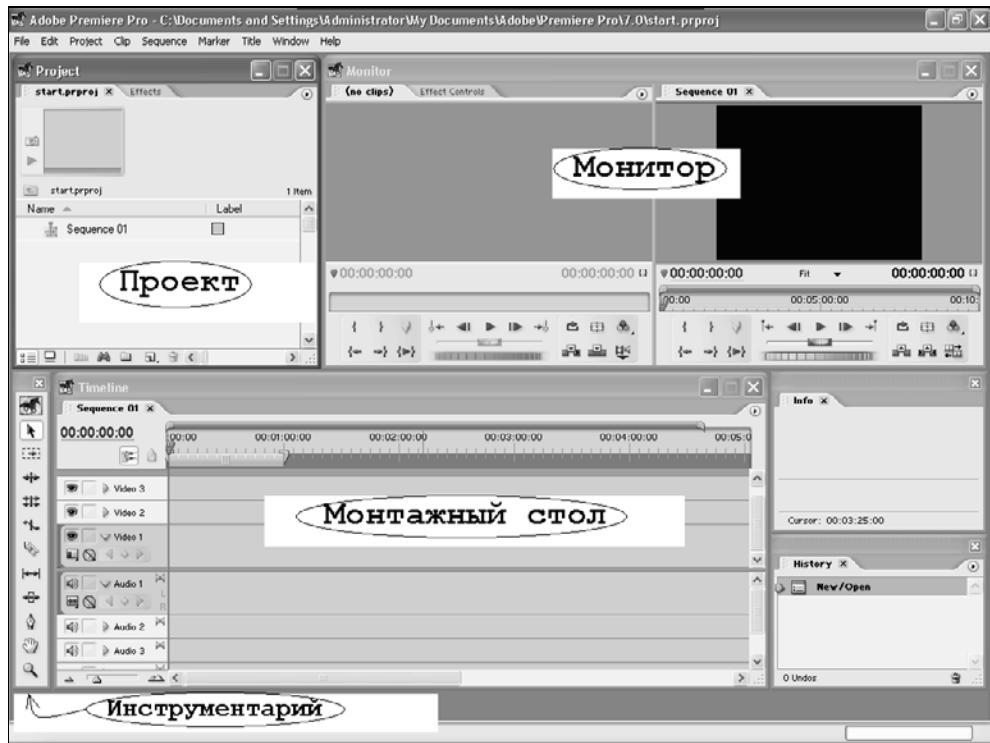 Adobe Premiere Pro - C:\Documents and Settings\Administrator\My Documents\Adobe\Premiere Pro\7.0\start.prproj
File Edit Project Clip Sequence Marker Title Window Help
Project
start.prproj Effects
start.prproj 1 Item
Name Label
Sequence 01
Проект
Monitor
(no clips) Effect Controls
Sequence 01
Монитор
00:00:00:00 00:00:00:00
00:00:00:00 Fit 00:00:00:00
00:00 00:05:00:00 00:10:
Timeline
Sequence 01
00:00:00:00
00:00 00:01:00:00 00:02:00:00 00:03:00:00 00:04:00:00 00:05:0
Video 3
Video 2
Video 1
Audio 1
L
R
Audio 2
Audio 3
Монтажный стол
Info
Cursor: 00:03:25:00
History
New/Open
0 Undos
Инструментарий